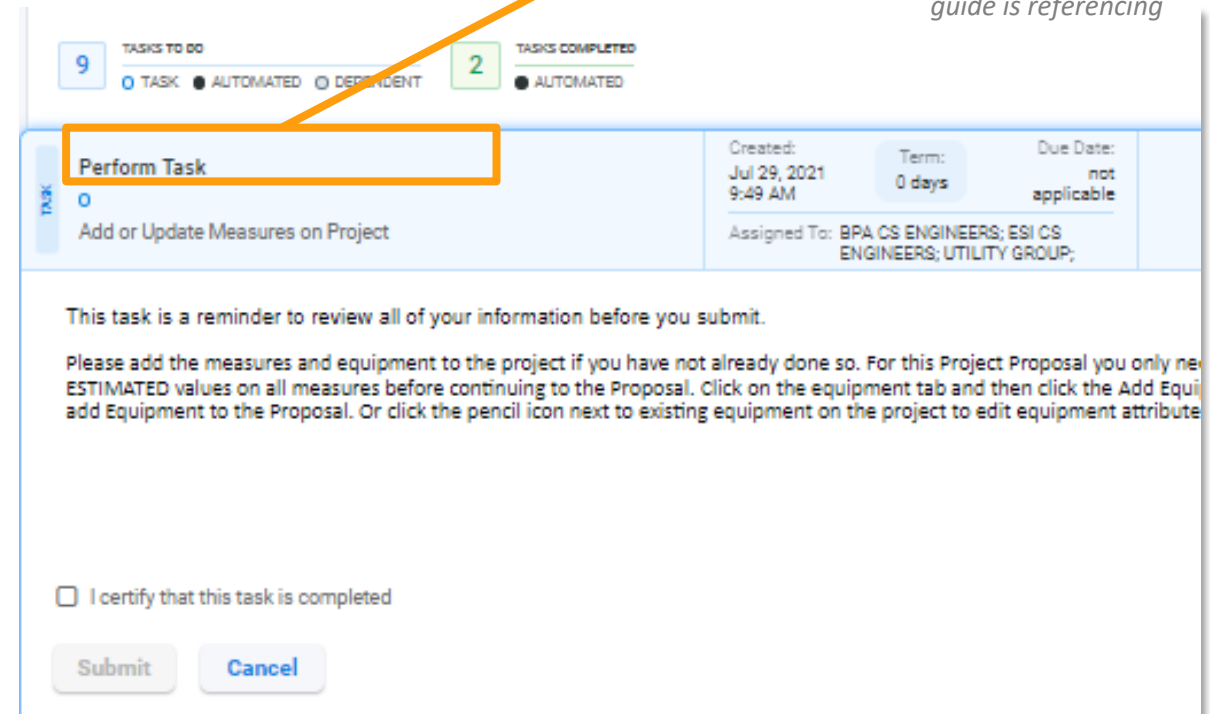 guide is referencing
9
TASKS TO DO
TASK AUTOMATED DEPENDENT
2
TASKS COMPLETED
AUTOMATED
TASK
Perform Task
Add or Update Measures on Project
Created:
Jul 29, 2021
9:49 AM
Term:
0 days
Due Date:
not
applicable
Assigned To: BPA CS ENGINEERS; ESI CS
ENGINEERS; UTILITY GROUP;
This task is a reminder to review all of your information before you submit.
Please add the measures and equipment to the project if you have not already done so. For this Project Proposal you only
ESTIMATED values on all measures before continuing to the Proposal. Click on the equipment tab and then click the Add
add Equipment to the Proposal. Or click the pencil icon next to existing equipment on the project to edit equipment attribute
I certify that this task is completed
Submit Cancel